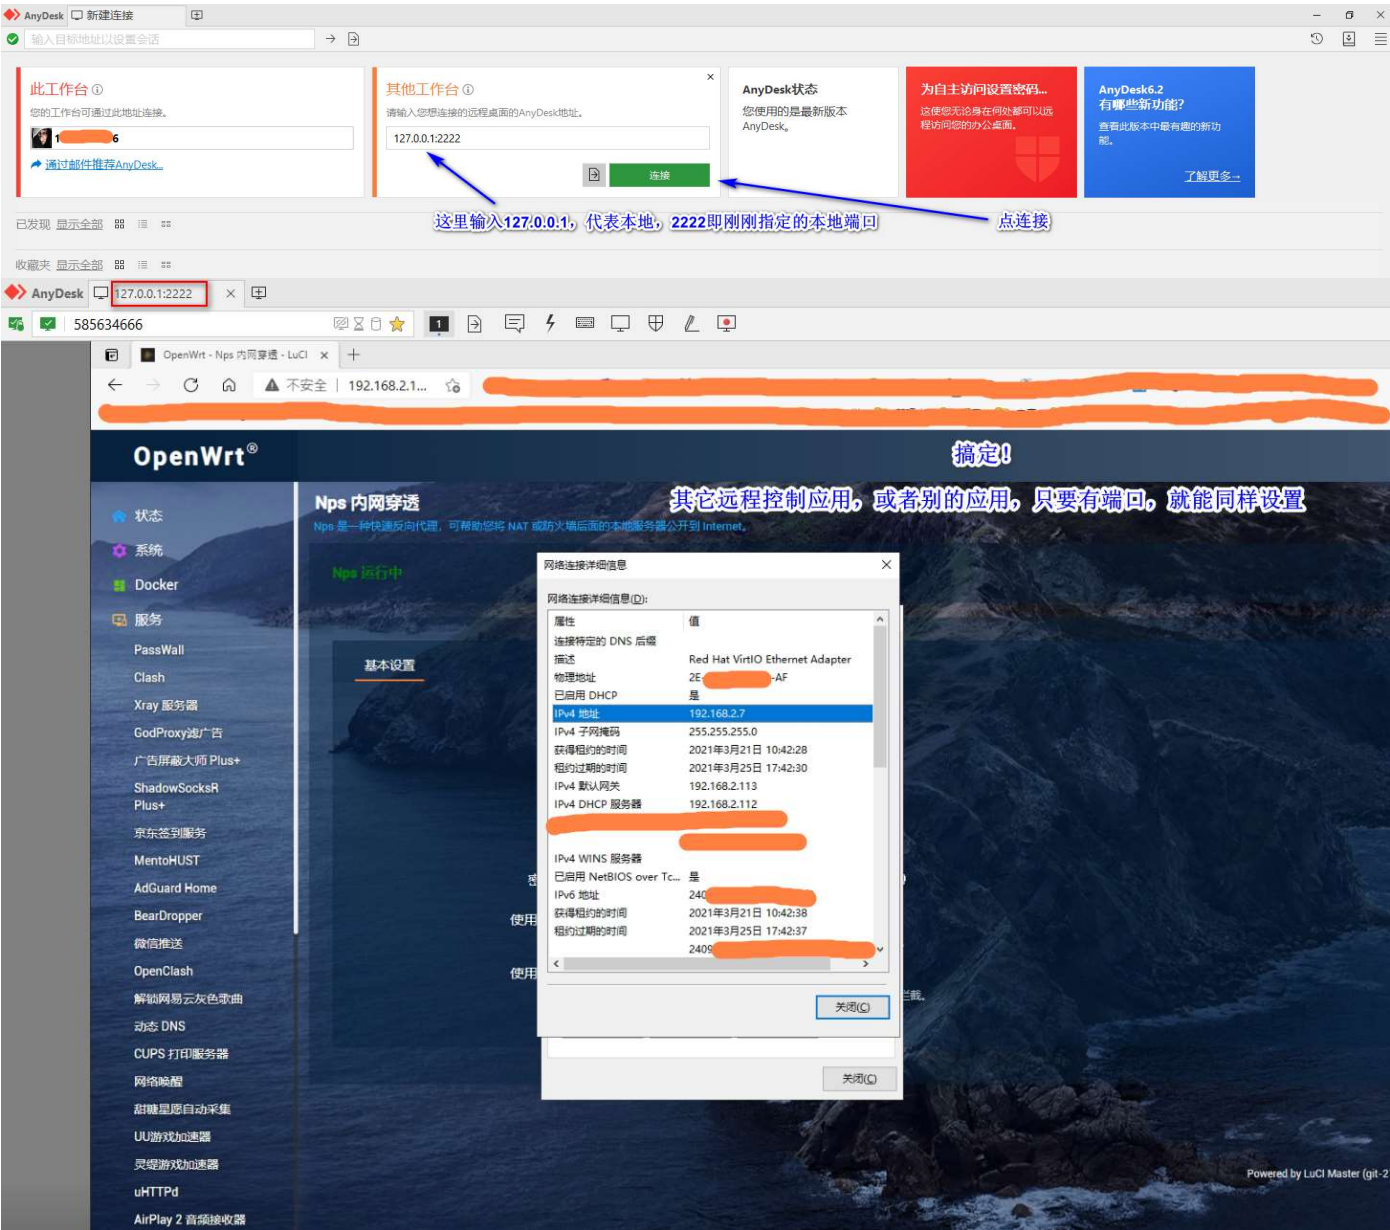 AnyDesk 新建连接
输入目标地址以设置会话
此工作台
您的工作台可通过此地址连接。
1 6
通过邮件推荐AnyDesk...
其他工作台
请输入您想连接的远程桌面的AnyDesk地址。
127.0.0.1:2222
连接
AnyDesk状态
您使用的是最新版本
AnyDesk。
为自主访问设置密码...
这使您无论身在何处都可以远
程访问您的办公桌面。
AnyDesk6.2
有哪些新功能?
查看此版本中最有趣的新功
能。
了解更多→
这里输入127.0.0.1，代表本地，2222即刚刚指定的本地端口
点连接
已发现 显示全部
收藏夹 显示全部
AnyDesk 127.0.0.1:2222
585634666
1
OpenWrt - Nps 内网穿透 - LuCI
不安全 | 192.168.2.1...
OpenWrt®
搞定！
其它远程控制应用，或者别的应用，只要有端口，就能同样设置
状态
系统
Docker
服务
PassWall
Clash
Xray 服务器
GodProxy滤广告
广告屏蔽大师 Plus+
ShadowSocksR
Plus+
京东签到服务
MentoHUST
AdGuard Home
BearDropper
微信推送
OpenClash
解锁网易云灰色歌曲
动态 DNS
CUPS 打印服务器
网络唤醒
甜糖星愿自动采集
UU游戏加速器
灵缇游戏加速器
uHTTPd
AirPlay 2 音频接收器
Nps 内网穿透
Nps 是一种快速反向代理，可帮助您将 NAT 或防火墙后面的本地服务器公开到 Internet。
Nps 运行中
基本设置
使用
使用
网络连接详细信息
网络连接详细信息(D):
属性 值
连接特定的 DNS 后缀
描述 Red Hat VirtIO Ethernet Adapter
物理地址 2E- -AF
已启用 DHCP 是
IPv4 地址 192.168.2.7
IPv4 子网掩码 255.255.255.0
获得租约的时间 2021年3月21日 10:42:28
租约过期的时间 2021年3月25日 17:42:30
IPv4 默认网关 192.168.2.113
IPv4 DHCP 服务器 192.168.2.112
IPv4 WINS 服务器
已启用 NetBIOS over Tc... 是
IPv6 地址 240
获得租约的时间 2021年3月21日 10:42:38
租约过期的时间 2021年3月25日 17:42:37
2409
关闭(C)
拦截。
关闭(C)
Powered by LuCI Master (git-2